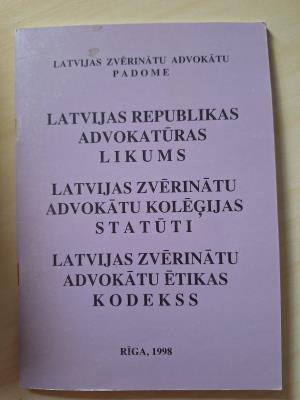 LATVIJAS ZVĒRINĀTU ADVOKĀTU
PADOME
LATVIJAS REPUBLIKAS
ADVOKATŪRAS
LIKUMS
LATVIJAS ZVĒRINĀTU
ADVOKĀTU KOLĒĢIJAS
STATŪTI
LATVIJAS ZVĒRINĀTU
ADVOKĀTU ĒTIKAS
KODEKSS
RĪGA, 1998